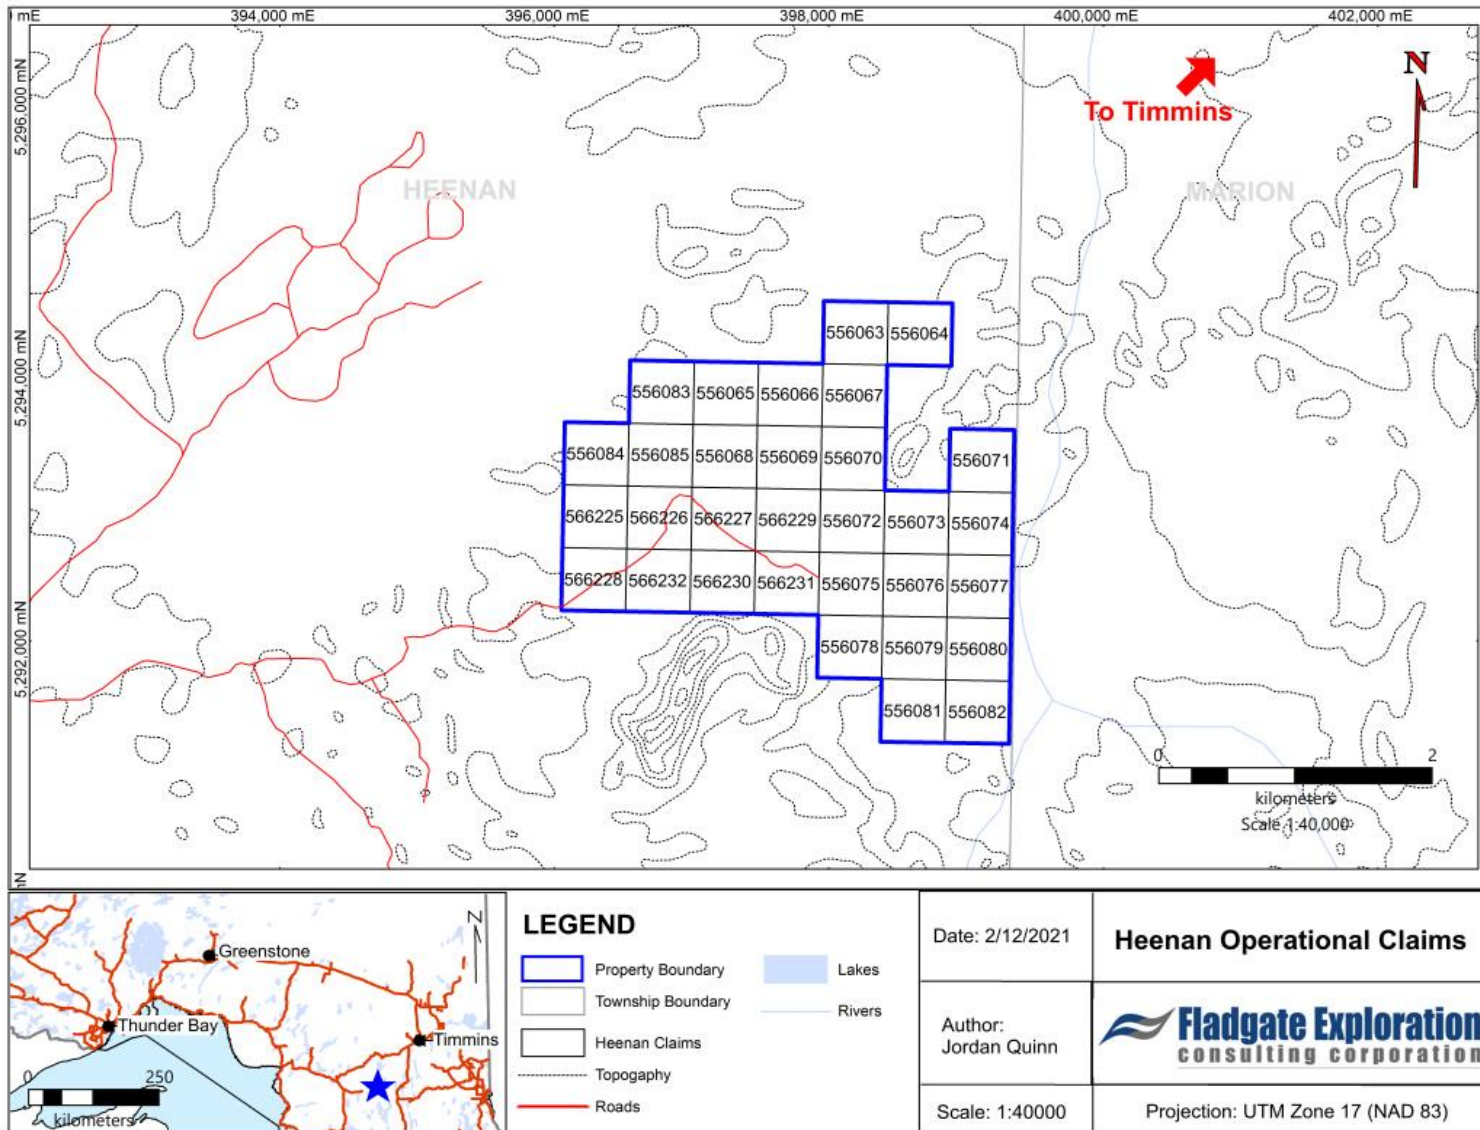 mE
394,000 mE
396,000 mE
398,000 mE
400,000 mE
402,000 mE
5,296,000 mN
5,294,000 mN
5,292,000 mN
mN
N
To Timmins
HEENAN
MARION
556063 556064
556083 556065 556066 556067
556084 556085 556068 556069 556070 556071
566225 566226 566227 566229 556072 556073 556074
566228 566232 566230 566231 556075 556076 556077
556078 556079 556080
556081 556082
0 2
kilometers
Scale 1:40,000
Greenstone
Thunder Bay
Timmins
N
0 250
kilometers
LEGEND
Property Boundary
Township Boundary
Heenan Claims
Topogaphy
Roads
Lakes
Rivers
Date: 2/12/2021
Heenan Operational Claims
Author:
Jordan Quinn
Fladgate Exploration
consulting corporation
Scale: 1:40000
Projection: UTM Zone 17 (NAD 83)